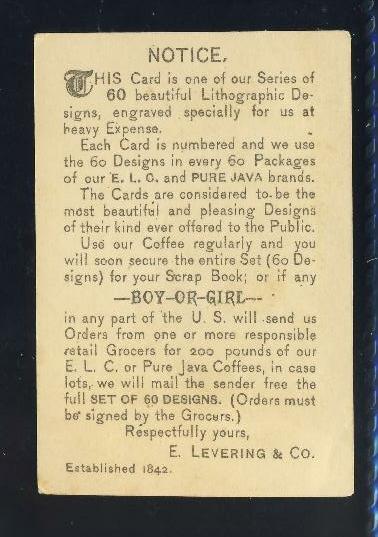 NOTICE.
THIS Card is one of our Series of
60 beautiful Lithographic De-
signs, engraved specially for us at
heavy Expense.
Each Card is numbered and we use
the 60 Designs in every 60 Packages
of our E. L. C. and PURE JAVA brands.
The Cards are considered to be the
most beautiful and pleasing Designs
of their kind ever offered to the Public.
Use our Coffee regularly and you
will soon secure the entire Set (60 De-
signs) for your Scrap Book; or if any
—BOY-OR-GIRL—
in any part of the U. S. will send us
Orders from one or more responsible
retail Grocers for 200 pounds of our
E. L. C. or Pure Java Coffees, in case
lots, we will mail the sender free the
full SET OF 60 DESIGNS. (Orders must
be signed by the Grocers.)
Respectfully yours,
E. LEVERING & CO.
Established 1842.